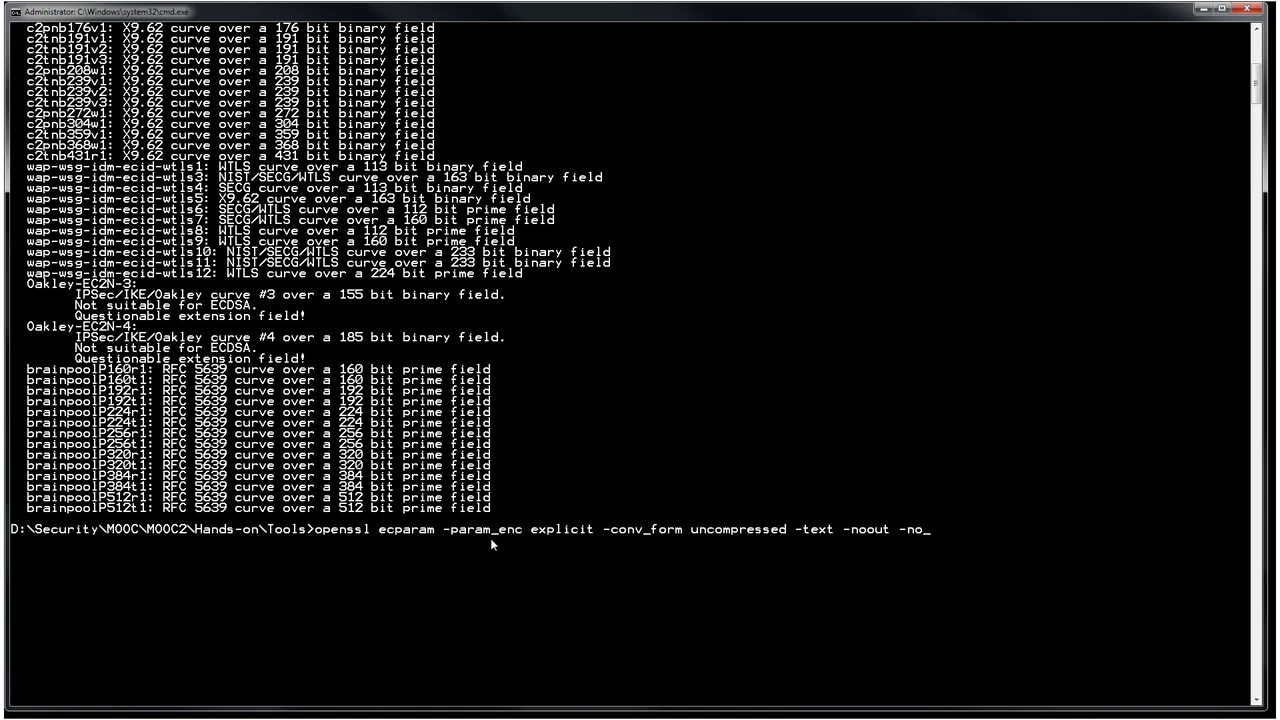 Administrator: C:\Windows\system32\cmd.exe
c2pnb176v1: X9.62 curve over a 176 bit binary field
c2tnb191v1: X9.62 curve over a 191 bit binary field
c2tnb191v2: X9.62 curve over a 191 bit binary field
c2tnb191v3: X9.62 curve over a 191 bit binary field
c2pnb208w1: X9.62 curve over a 208 bit binary field
c2tnb239v1: X9.62 curve over a 239 bit binary field
c2tnb239v2: X9.62 curve over a 239 bit binary field
c2tnb239v3: X9.62 curve over a 239 bit binary field
c2pnb272w1: X9.62 curve over a 272 bit binary field
c2pnb304w1: X9.62 curve over a 304 bit binary field
c2tnb359v1: X9.62 curve over a 359 bit binary field
c2pnb368w1: X9.62 curve over a 368 bit binary field
c2tnb431r1: X9.62 curve over a 431 bit binary field
wap-wsg-idm-ecid-wtls1: WTLS curve over a 113 bit binary field
wap-wsg-idm-ecid-wtls3: NIST/SECG/WTLS curve over a 163 bit binary field
wap-wsg-idm-ecid-wtls4: SECG curve over a 113 bit binary field
wap-wsg-idm-ecid-wtls5: X9.62 curve over a 163 bit binary field
wap-wsg-idm-ecid-wtls6: SECG/WTLS curve over a 112 bit prime field
wap-wsg-idm-ecid-wtls7: SECG/WTLS curve over a 160 bit prime field
wap-wsg-idm-ecid-wtls8: WTLS curve over a 112 bit prime field
wap-wsg-idm-ecid-wtls9: WTLS curve over a 160 bit prime field
wap-wsg-idm-ecid-wtls10: NIST/SECG/WTLS curve over a 233 bit binary field
wap-wsg-idm-ecid-wtls11: NIST/SECG/WTLS curve over a 233 bit binary field
wap-wsg-idm-ecid-wtls12: WTLS curve over a 224 bit prime field
Oakley-EC2N-3:
IPSec/IKE/Oakley curve #3 over a 155 bit binary field.
Not suitable for ECDSA.
Questionable extension field!
Oakley-EC2N-4:
IPSec/IKE/Oakley curve #4 over a 185 bit binary field.
Not suitable for ECDSA.
Questionable extension field!
brainpoolP160r1: RFC 5639 curve over a 160 bit prime field
brainpoolP160t1: RFC 5639 curve over a 160 bit prime field
brainpoolP192r1: RFC 5639 curve over a 192 bit prime field
brainpoolP192t1: RFC 5639 curve over a 192 bit prime field
brainpoolP224r1: RFC 5639 curve over a 224 bit prime field
brainpoolP224t1: RFC 5639 curve over a 224 bit prime field
brainpoolP256r1: RFC 5639 curve over a 256 bit prime field
brainpoolP256t1: RFC 5639 curve over a 256 bit prime field
brainpoolP320r1: RFC 5639 curve over a 320 bit prime field
brainpoolP320t1: RFC 5639 curve over a 320 bit prime field
brainpoolP384r1: RFC 5639 curve over a 384 bit prime field
brainpoolP384t1: RFC 5639 curve over a 384 bit prime field
brainpoolP512r1: RFC 5639 curve over a 512 bit prime field
brainpoolP512t1: RFC 5639 curve over a 512 bit prime field
D:\Security\MOOC\MOOC2\Hands-on\Tools>openssl ecparam -param_enc explicit -conv_form uncompressed -text -noout -no_